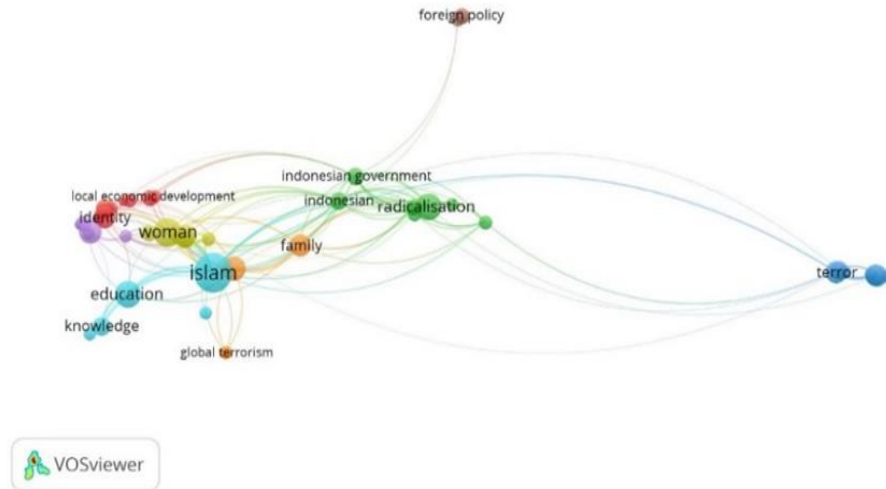 foreign policy
indonesian government
local economic development
indonesian
radicalisation
identity
woman
family
islam
terror
education
knowledge
global terrorism
VOSviewer